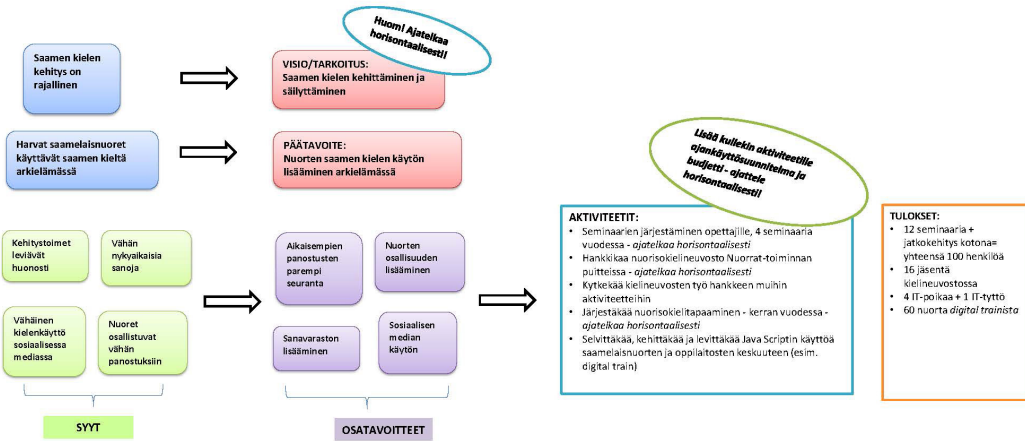 Saamen kielen
kehitys on
rajallinen
VISIO/TARKOITUS:
Saamen kielen kehittäminen ja
säilyttäminen
Huom! Ajatelkaa
horisontaalisesti!
Harvat saamelaisnuoret
käyttävät saamen kieltä
arkielämässä
PÄÄTAVOITE:
Nuorten saamen kielen käytön
lisääminen arkielämässä
Lisää kullekin aktiviteetille
ajankäyttösuunnitelma ja
budjetti - ajattele
horisontaalisesti!
Kehitystoimet
leviävät
huonosti
Vähän
nykyaikaisia
sanoja
Vähäinen
kielenkäyttö
sosiaalisessa
mediassa
Nuoret
osallistuvat
vähän
panostuksiin
SYYT
Aikaisempien
panostusten
parempi
seuranta
Nuorten
osallisuuden
lisääminen
Sanavaraston
lisääminen
Sosiaalisen
median
käytön
OSATAVOITTEET
AKTIVITEETIT:
• Seminaarien järjestäminen opettajille, 4 seminaaria
vuodessa - ajatelkaa horisontaalisesti
• Hankkikaa nuorisokielineuvosto Nuorrat-toiminnan
puitteissa - ajatelkaa horisontaalisesti
• Kytkekää kielineuvosten työ hankkeen muihin
aktiviteetteihin
• Järjestäkää nuorisokielitapaaminen - kerran vuodessa -
ajatelkaa horisontaalisesti
• Selvittäkää, kehittäkää ja levittäkää Java Scriptin käyttöä
saamelaisnuorten ja oppilaitosten keskuuteen (esim.
digital train)
TULOKSET:
• 12 seminaaria +
jatkokehitys kotona=
yhteensä 100 henkilöä
• 16 jäsentä
kielineuvostossa
• 4 IT-poikaa + 1 IT-tyttö
• 60 nuorta digital trainista